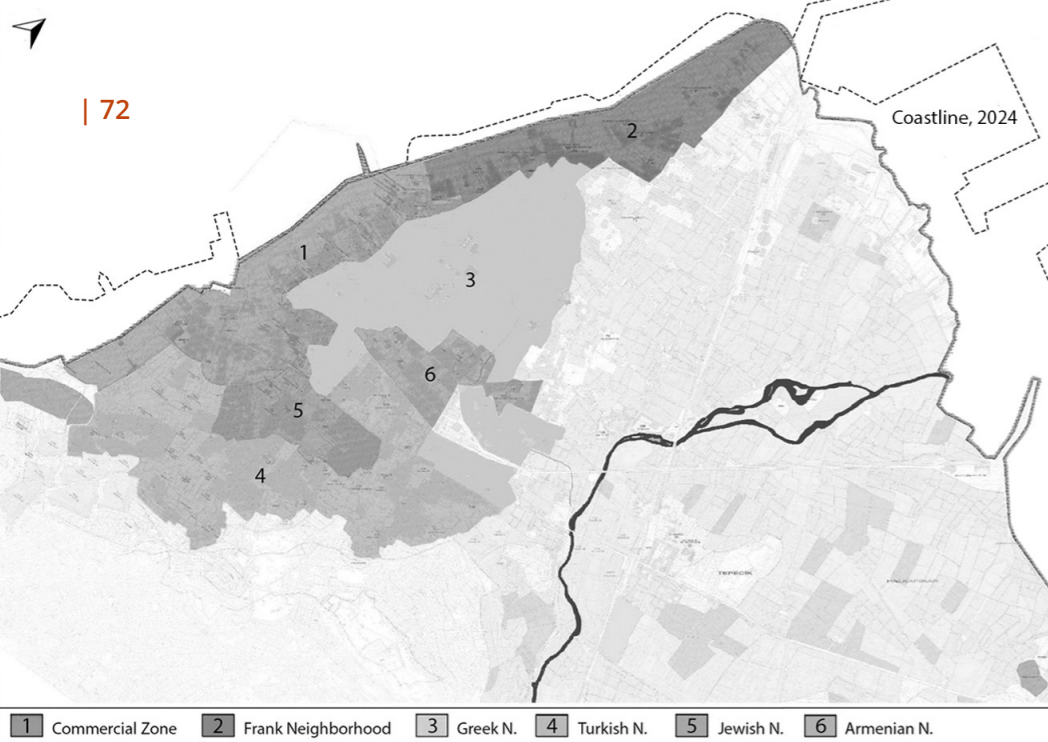 | 72
Coastline, 2024
2
1
3
6
5
4
TEPECİK
1 Commercial Zone 2 Frank Neighborhood 3 Greek N. 4 Turkish N. 5 Jewish N. 6 Armenian N.